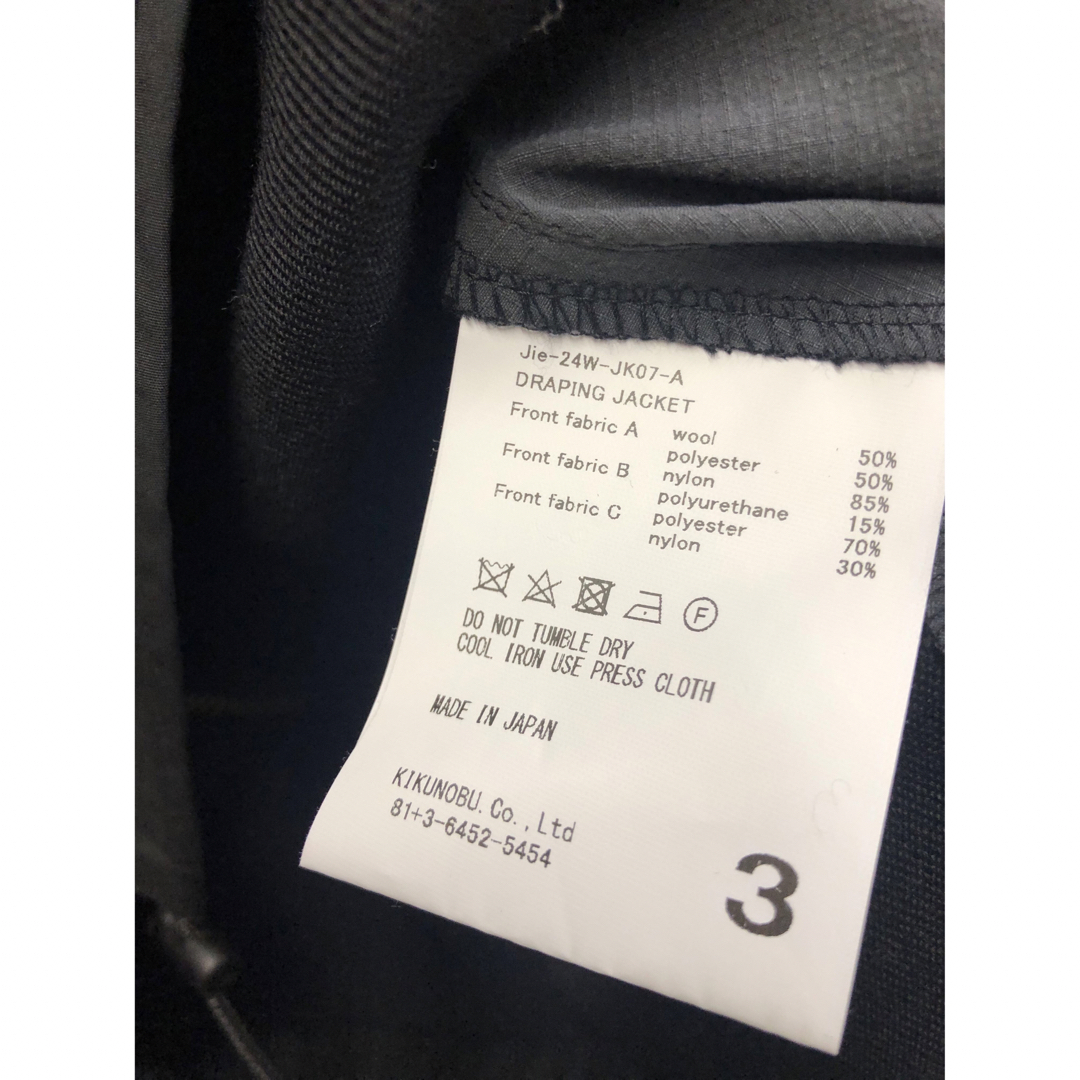 Jie-24W-JK07-A
DRAPING JACKET
Front fabric A wool 50%
polyester 50%
Front fabric B nylon 85%
polyurethane 15%
Front fabric C polyester 70%
nylon 30%
F
DO NOT TUMBLE DRY
COOL IRON USE PRESS CLOTH
MADE IN JAPAN
KIKUNOBU.Co.,Ltd
81+3-6452-5454
3